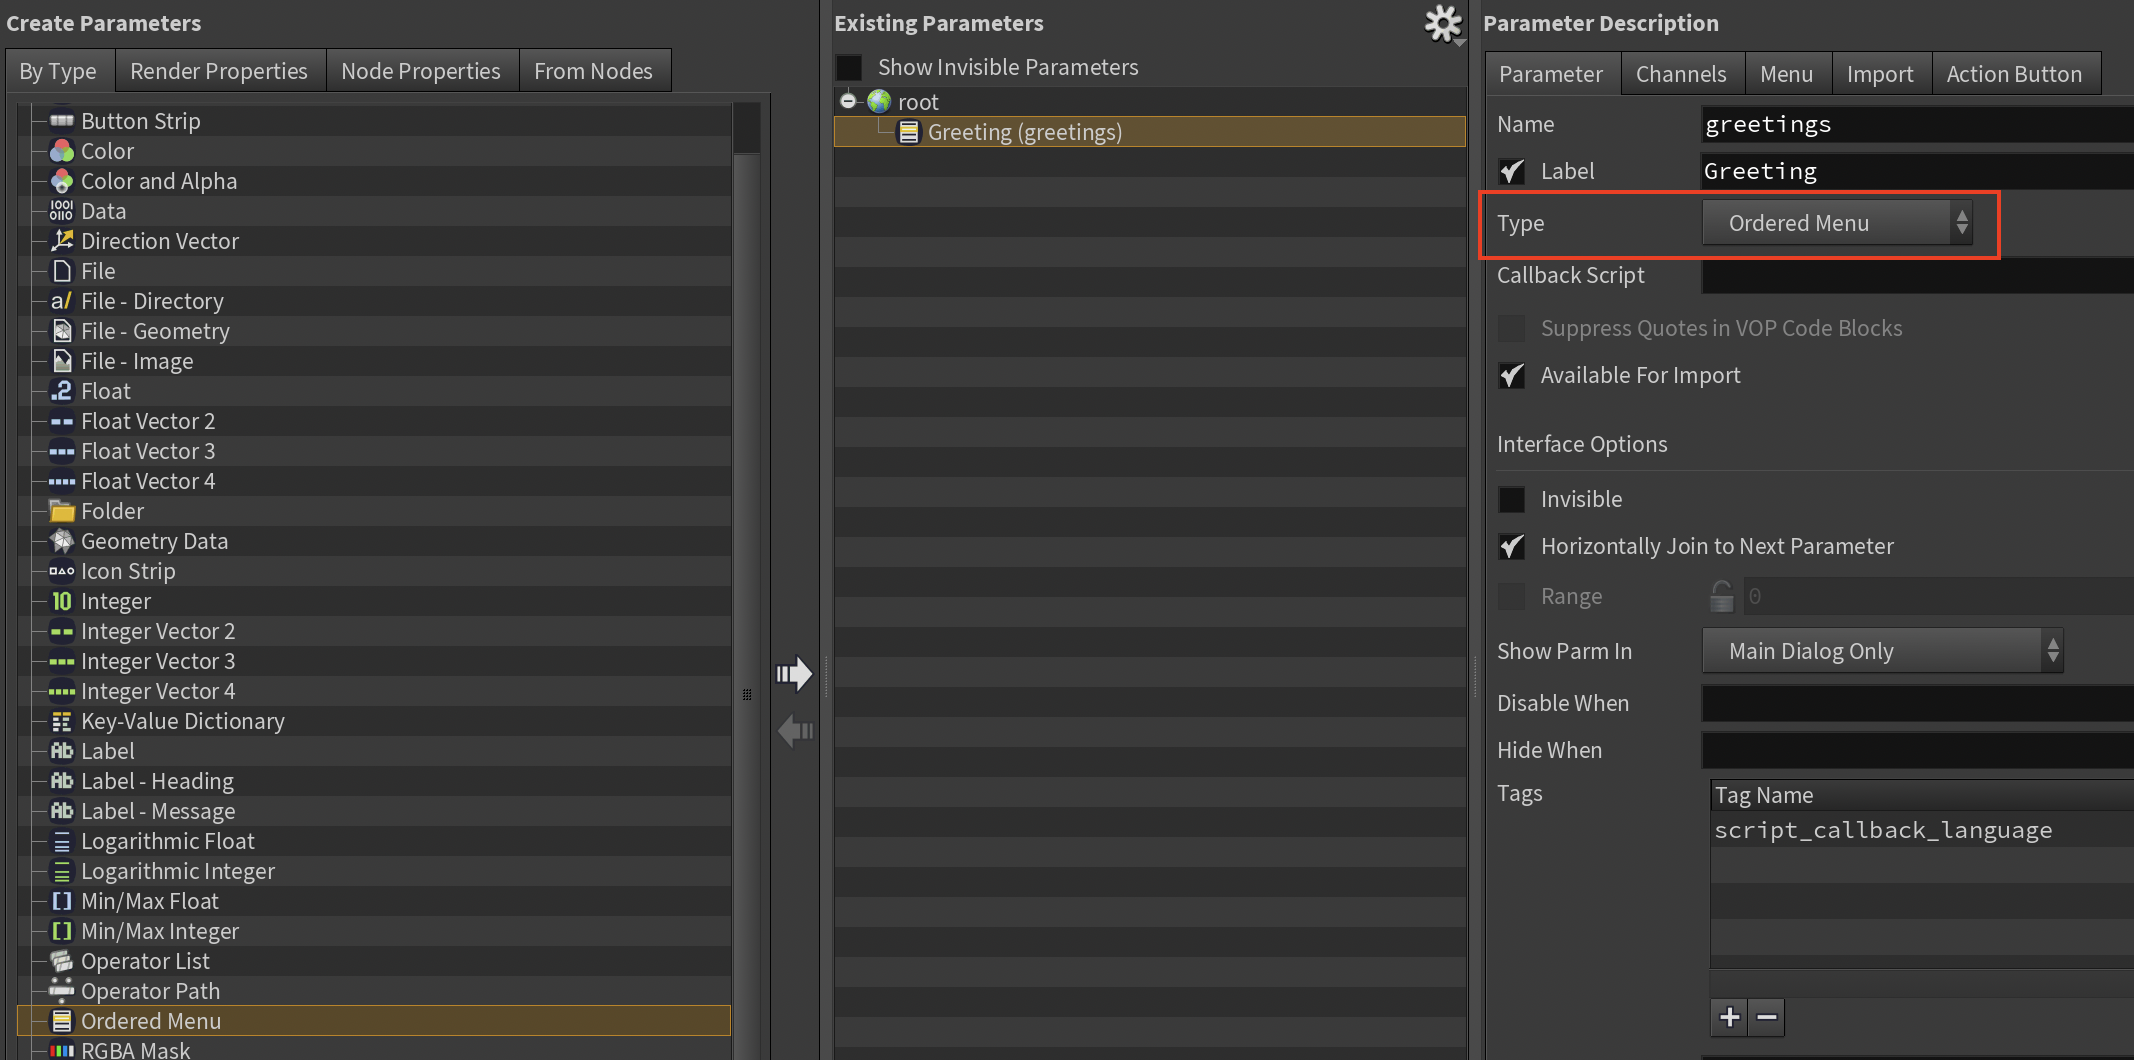 Create Parameters
By Type
Render Properties
Node Properties
From Nodes
Button Strip
Color
Color and Alpha
Data
Direction Vector
File
File - Directory
File - Geometry
File - Image
Float
Float Vector 2
Float Vector 3
Float Vector 4
Folder
Geometry Data
Icon Strip
Integer
Integer Vector 2
Integer Vector 3
Integer Vector 4
Key-Value Dictionary
Label
Label - Heading
Label - Message
Logarithmic Float
Logarithmic Integer
Min/Max Float
Min/Max Integer
Operator List
Operator Path
Ordered Menu
RGBA Mask
Existing Parameters
Show Invisible Parameters
root
Greeting (greetings)
Parameter Description
Parameter
Channels
Menu
Import
Action Button
Name greetings
Label Greeting
Type Ordered Menu
Callback Script
Suppress Quotes in VOP Code Blocks
Available For Import
Interface Options
Invisible
Horizontally Join to Next Parameter
Range 0
Show Parm In Main Dialog Only
Disable When
Hide When
Tags
Tag Name
script_callback_language